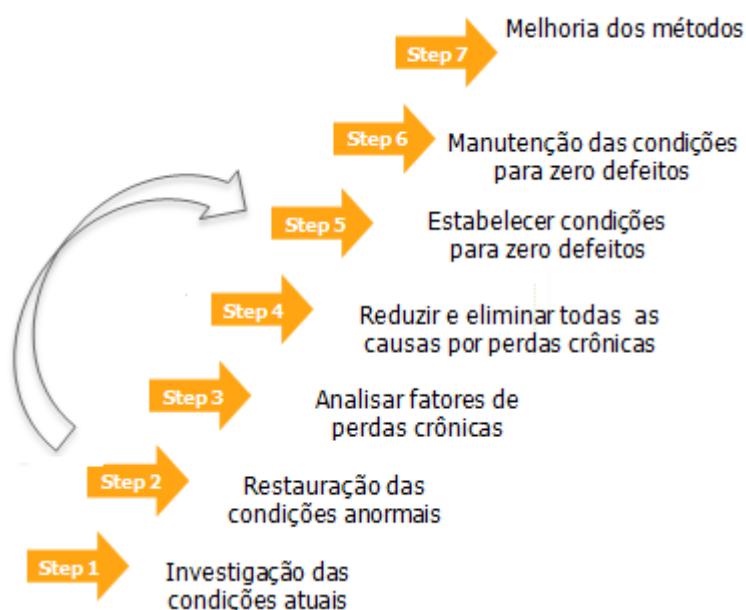 Melhoria dos métodos
Step 7
Step 6
Manutenção das condições
para zero defeitos
Step 5
Estabelecer condições
para zero defeitos
Step 4
Reduzir e eliminar todas as
causas por perdas crônicas
Step 3
Analisar fatores de
perdas crônicas
Step 2
Restauração das
condições anormais
Step 1
Investigação das
condições atuais